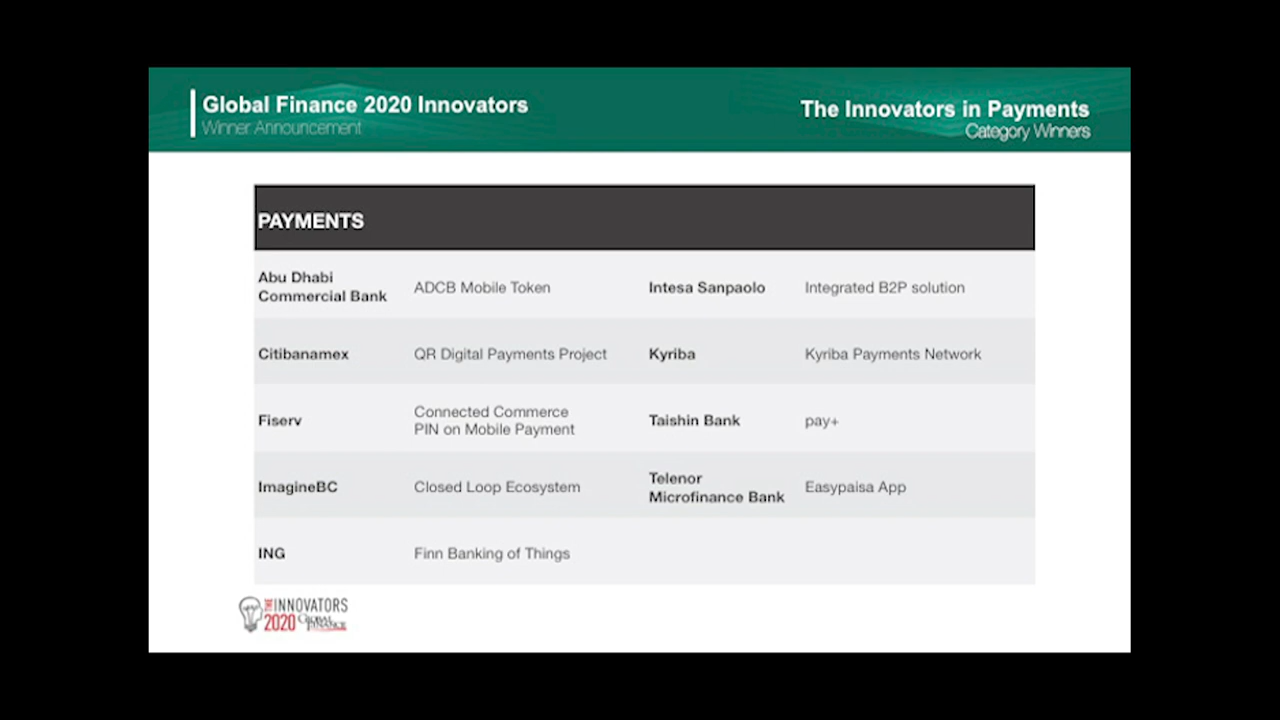 Global Finance 2020 Innovators
Winner Announcement
The Innovators in Payments
Category Winners
PAYMENTS
Abu Dhabi
Commercial Bank
ADCB Mobile Token
Intesa Sanpaolo
Integrated B2P solution
Citibanamex
QR Digital Payments Project
Kyriba
Kyriba Payments Network
Fiserv
Connected Commerce
PIN on Mobile Payment
Taishin Bank
pay+
ImagineBC
Closed Loop Ecosystem
Telenor
Microfinance Bank
Easypaisa App
ING
Finn Banking of Things
THE INNOVATORS
2020 GLOBAL FINANCE